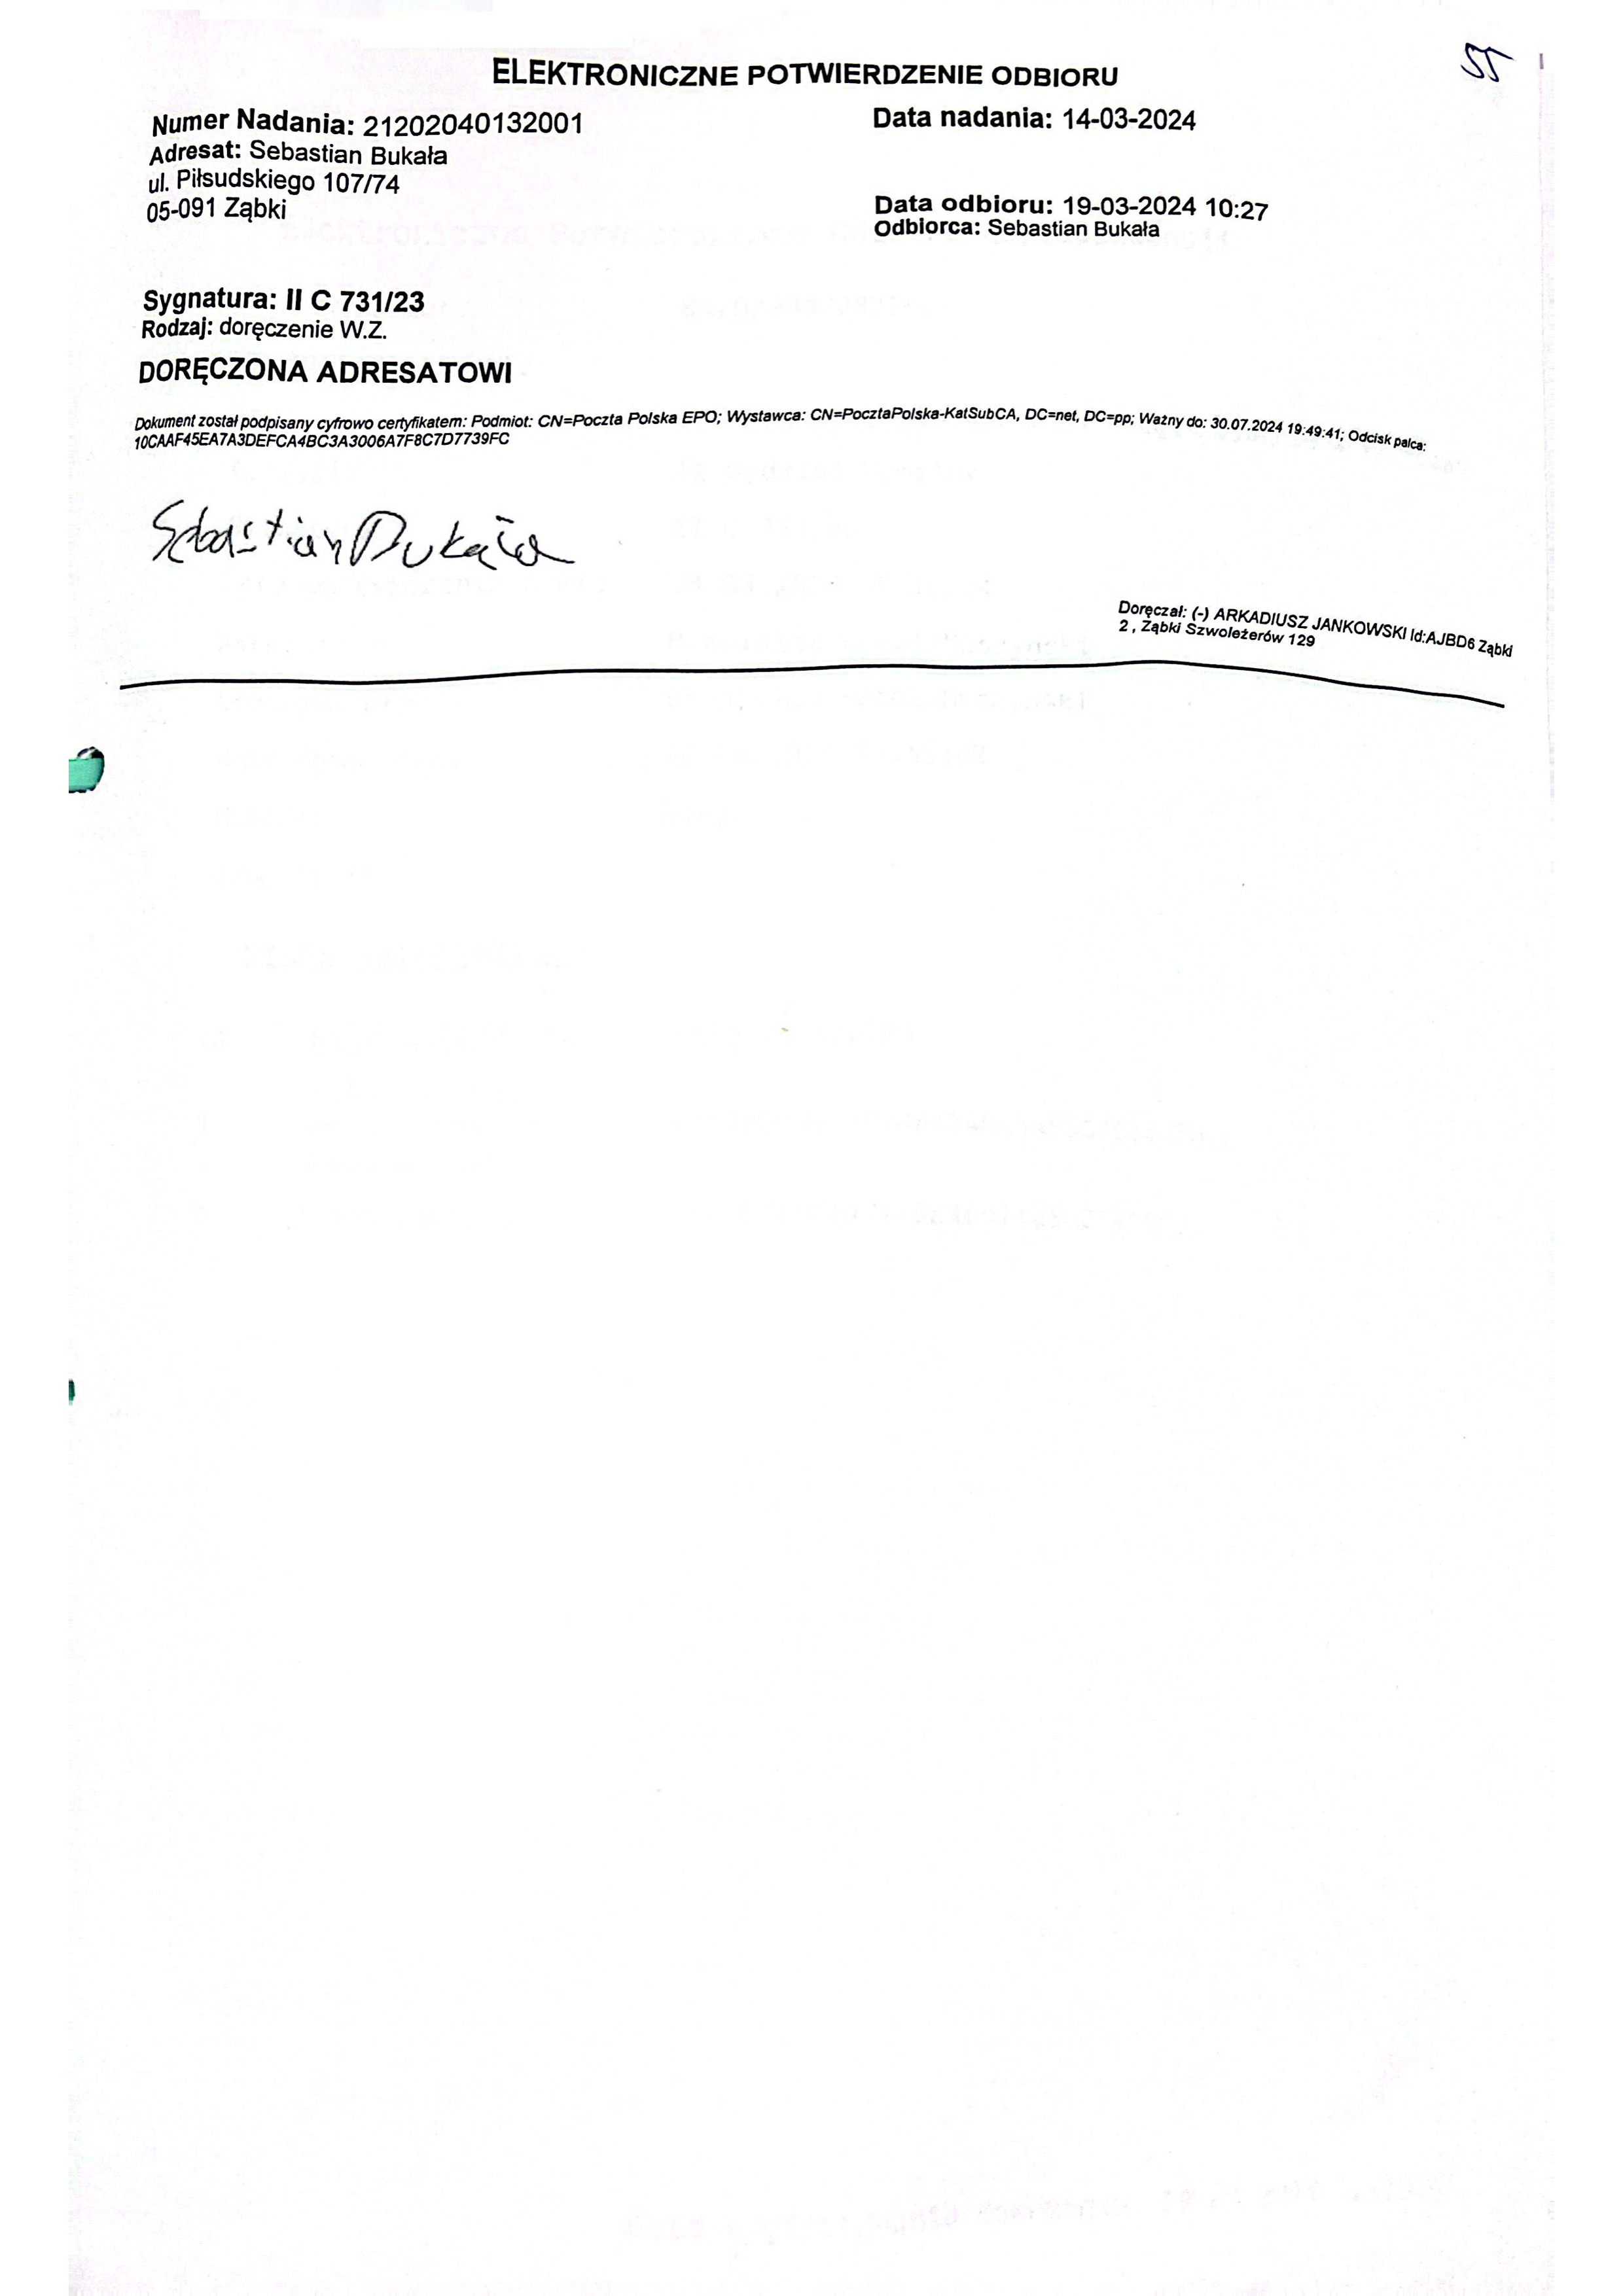 55
ELEKTRONICZNE POTWIERDZENIE ODBIORU
Numer Nadania: 21202040132001
Data nadania: 14-03-2024
Adresat: Sebastian Bukała
ul. Piłsudskiego 107/74
05-091 Ząbki
Data odbioru: 19-03-2024 10:27
Odbiorca: Sebastian Bukała
Sygnatura: II C 731/23
Rodzaj: doręczenie W.Z.
DORĘCZONA ADRESATOWI
Dokument został podpisany cyfrowo certyfikatem: Podmiot: CN=Poczta Polska EPO; Wystawca: CN=PocztaPolska-KatSubCA, DC=net, DC=pp; Ważny do: 30.07.2024 19:49:41; Odcisk palca:
10CAAF45EA7A3DEFCA4BC3A3006A7F8C7D7739FC
Sebastian Bukała
Doręczał: (-) ARKADIUSZ JANKOWSKI Id:AJBD6 Ząbki
2 , Ząbki Szwoleżerów 129